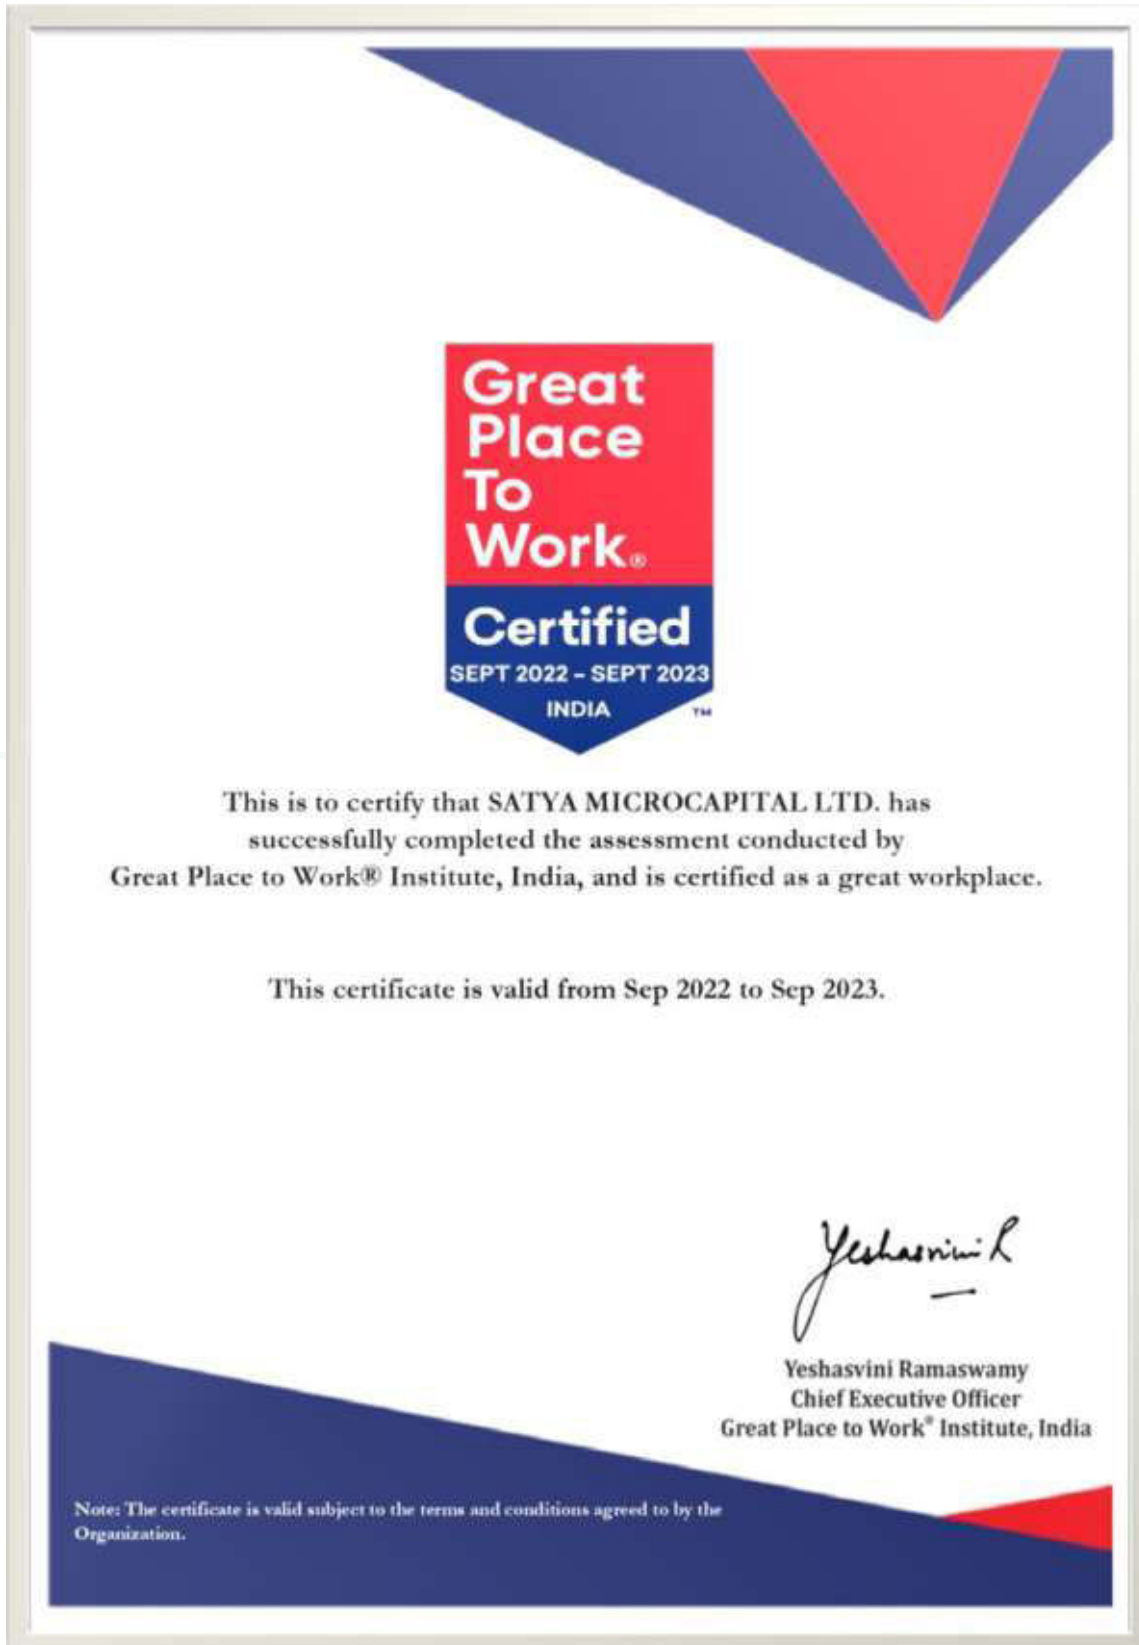 Great
Place
To
Work®
Certified
SEPT 2022 – SEPT 2023
INDIA
TM
This is to certify that SATYA MICROCAPITAL LTD. has
successfully completed the assessment conducted by
Great Place to Work® Institute, India, and is certified as a great workplace.
This certificate is valid from Sep 2022 to Sep 2023.
Yeshasvini R
Yeshasvini Ramaswamy
Chief Executive Officer
Great Place to Work® Institute, India
Note: The certificate is valid subject to the terms and conditions agreed to by the
Organization.